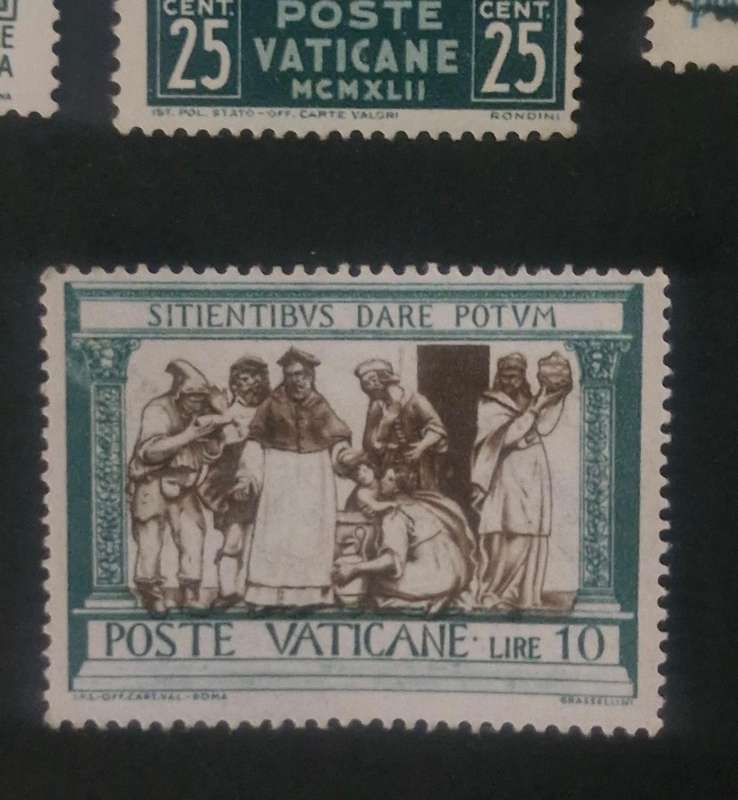 CENT.
25
POSTE
VATICANE
MCMXLII
CENT.
25
IST. POL. STATO-OFF. CARTE VALORI
RONDINI
E
A
NA
SITIENTIBVS DARE POTVM
POSTE VATICANE· LIRE 10
I.P.S.-OFF.CART.VAL.-ROMA
GRASSELLINI